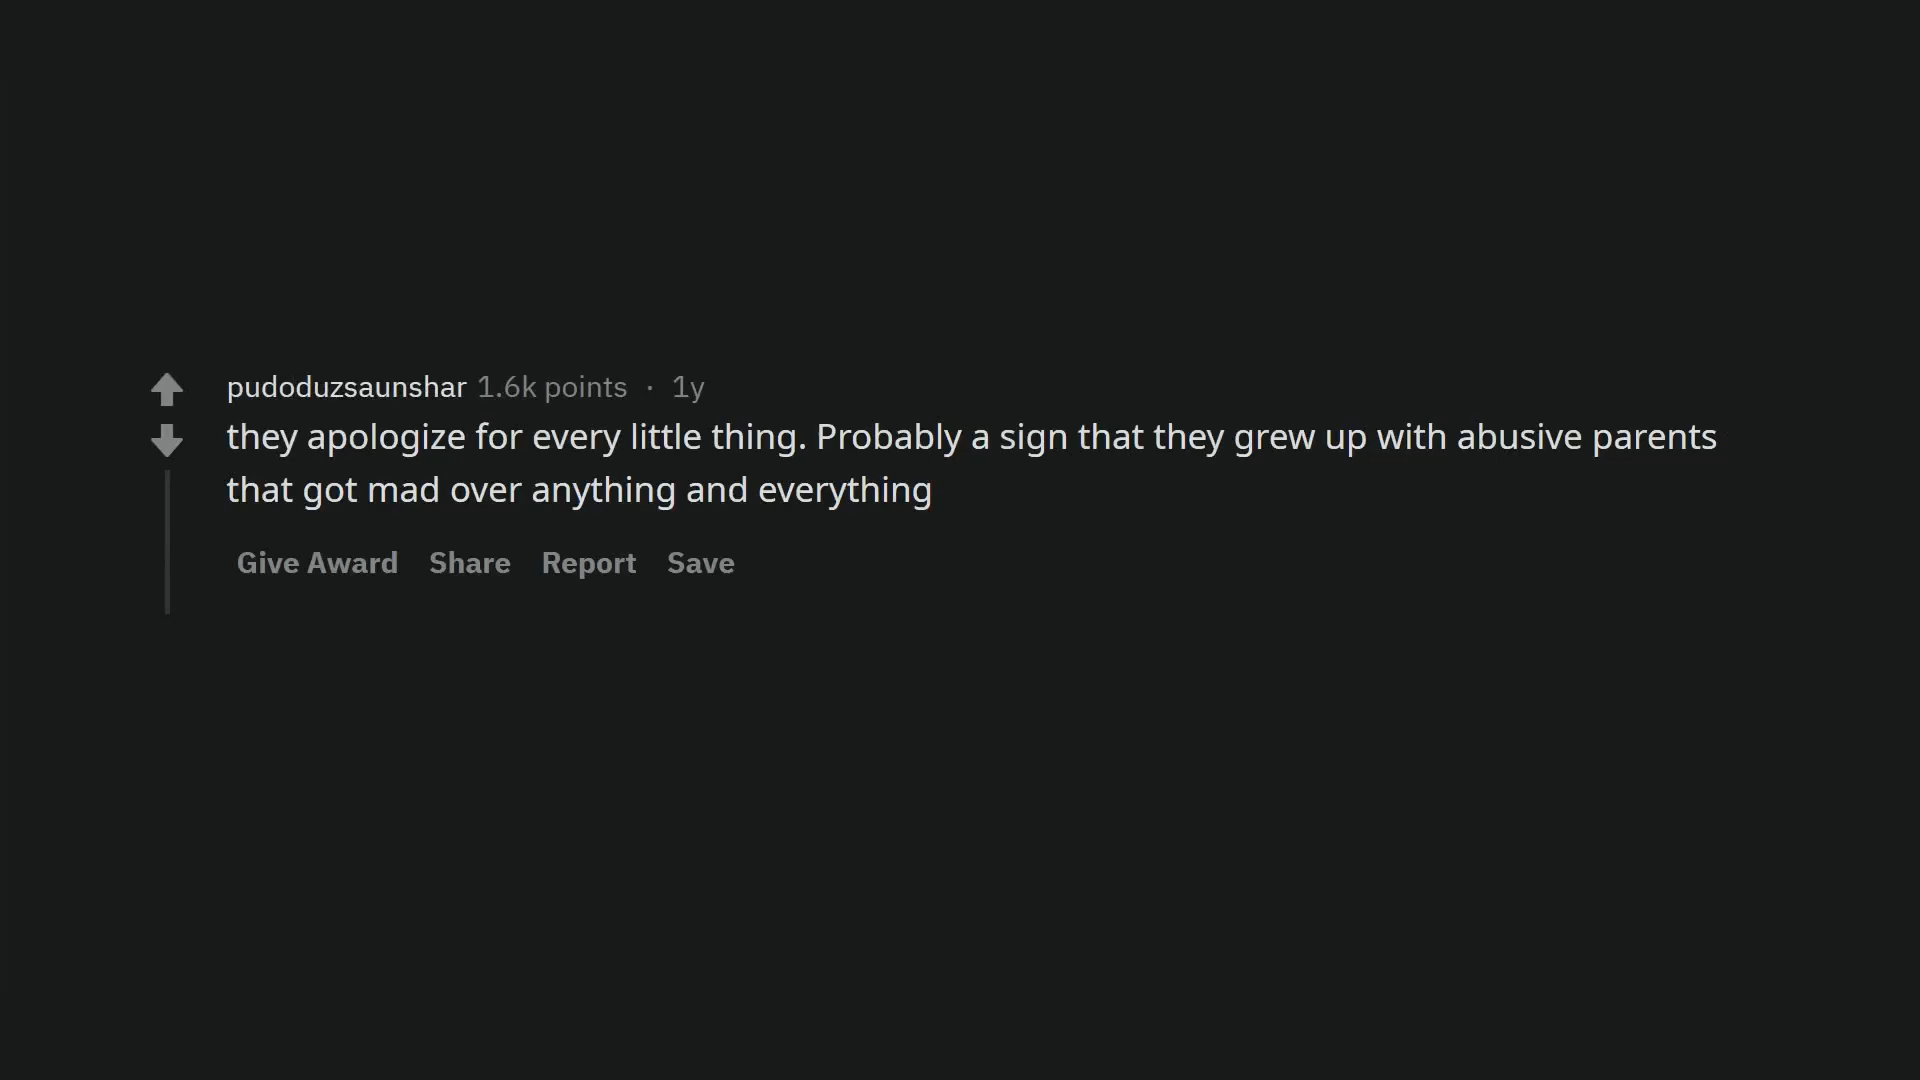 pudoduzsaunshar 1.6k points · 1y
they apologize for every little thing. Probably a sign that they grew up with abusive parents
that got mad over anything and everything
Give Award Share Report Save